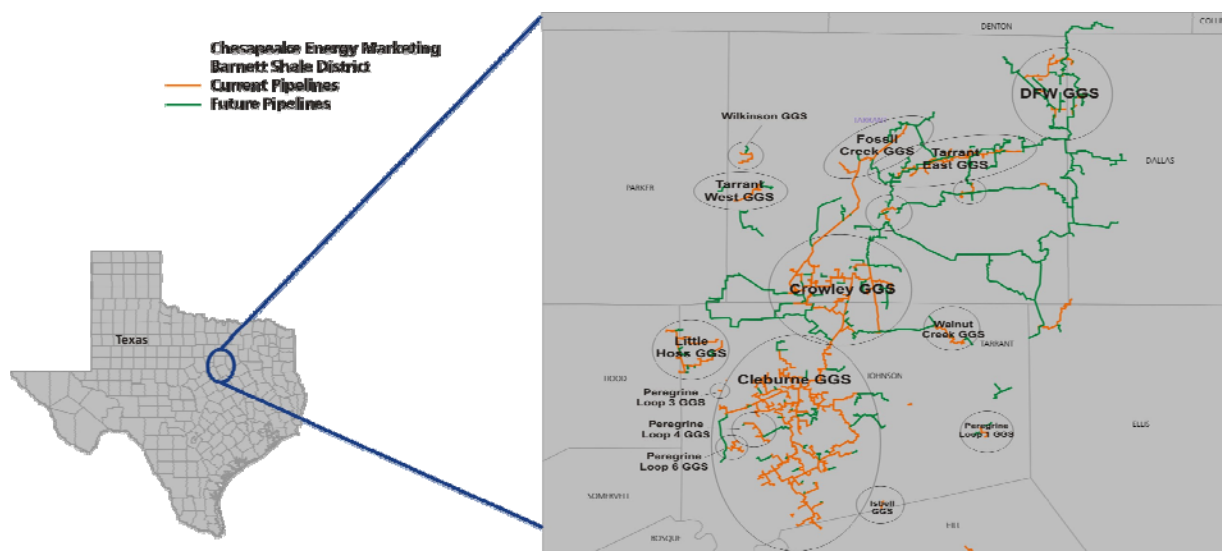 Chesapeake Energy Marketing
Barnett Shale District
Current Pipelines
Future Pipelines
Texas
DENTON
DFW GGS
Wilkinson GGS
TARRANT
Fossil
Creek GGS
Tarrant
East GGS
DALLAS
PARKER
Tarrant
West GGS
Crowley GGS
Walnut
Creek GGS
TARRANT
Little
Hoss GGS
HOOD
Cleburne GGS
JOHNSON
Peregrine
Loop 3 GGS
Peregrine
Loop 4 GGS
Peregrine
Loop 6 GGS
Peregrine
Loop 1 GGS
ELLIS
SOMERVELL
Isbell
GGS
HILL
BOSQUE